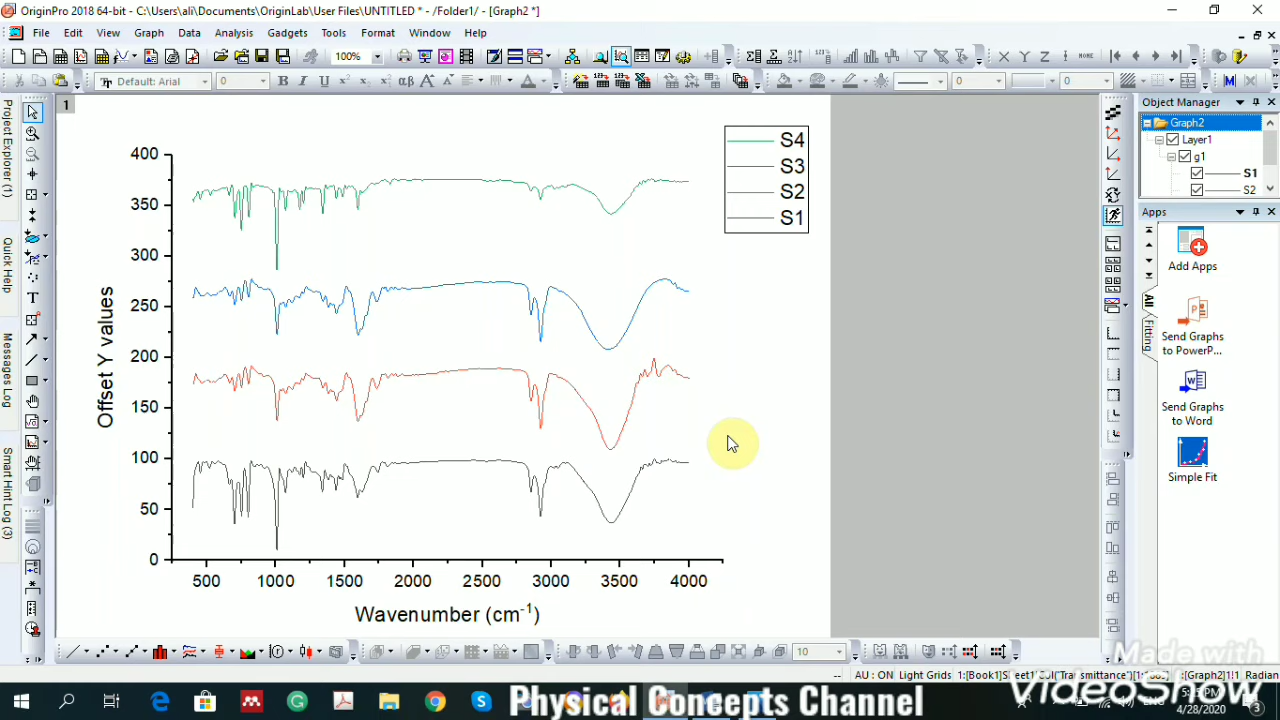 OriginPro 2018 64-bit - C:\Users\ali\Documents\OriginLab\User Files\UNTITLED * - /Folder1/ - [Graph2 *]
File Edit View Graph Data Analysis Gadgets Tools Format Window Help
100%
Default: Arial 0 B I U αβ A A 0 0
Project Explorer (1)
Quick Help
Messages Log
Smart Hint Log (3)
1
S4
S3
S2
S1
400
350
300
250
200
150
100
50
0
Offset Y values
500 1000 1500 2000 2500 3000 3500 4000
Wavenumber (cm⁻¹)
Object Manager
Graph2
Layer1
g1
S1
S2
Apps
Add Apps
All
Fitting
Send Graphs
to PowerP...
Send Graphs
to Word
Simple Fit
10
-- AU : ON Light Grids
Radian
Made with
VideoShow
4/28/2020
Physical Concepts Channel